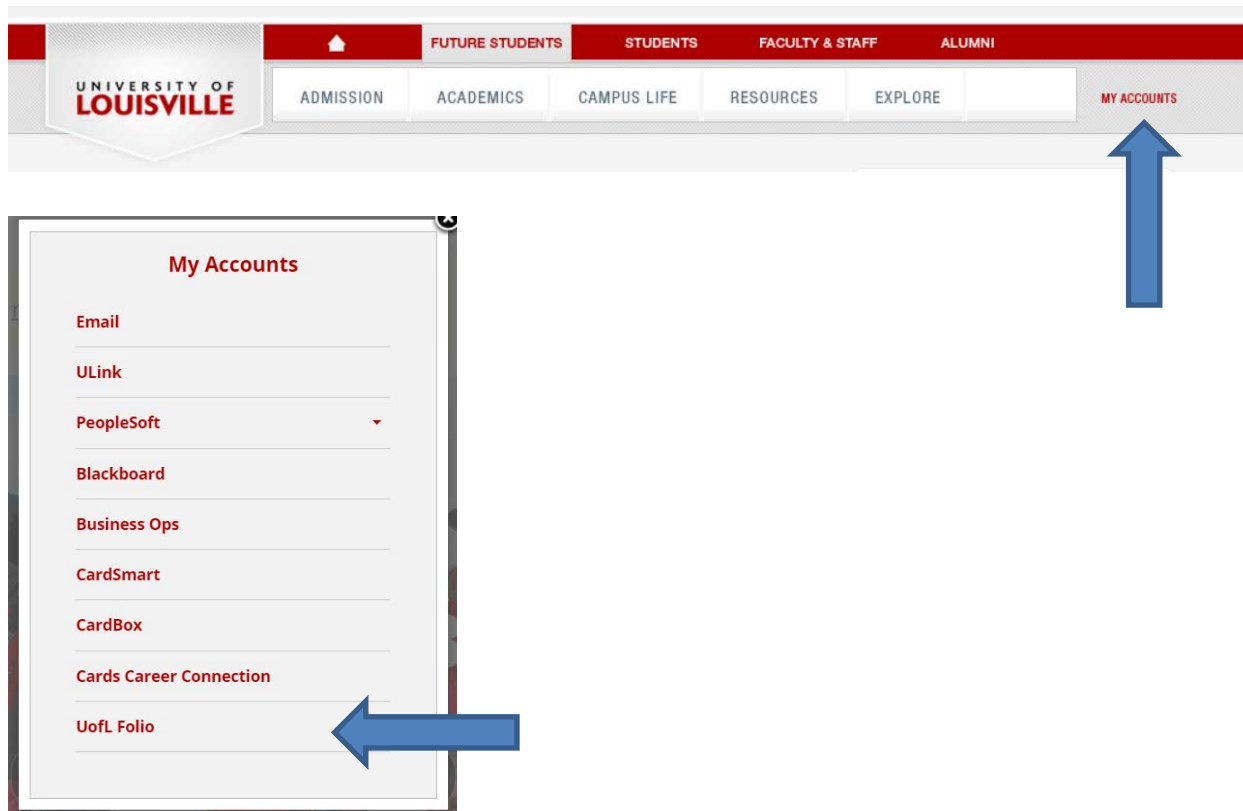 FUTURE STUDENTS STUDENTS FACULTY & STAFF ALUMNI
UNIVERSITY OF
LOUISVILLE
ADMISSION ACADEMICS CAMPUS LIFE RESOURCES EXPLORE MY ACCOUNTS
My Accounts
Email
ULink
PeopleSoft
Blackboard
Business Ops
CardSmart
CardBox
Cards Career Connection
UofL Folio